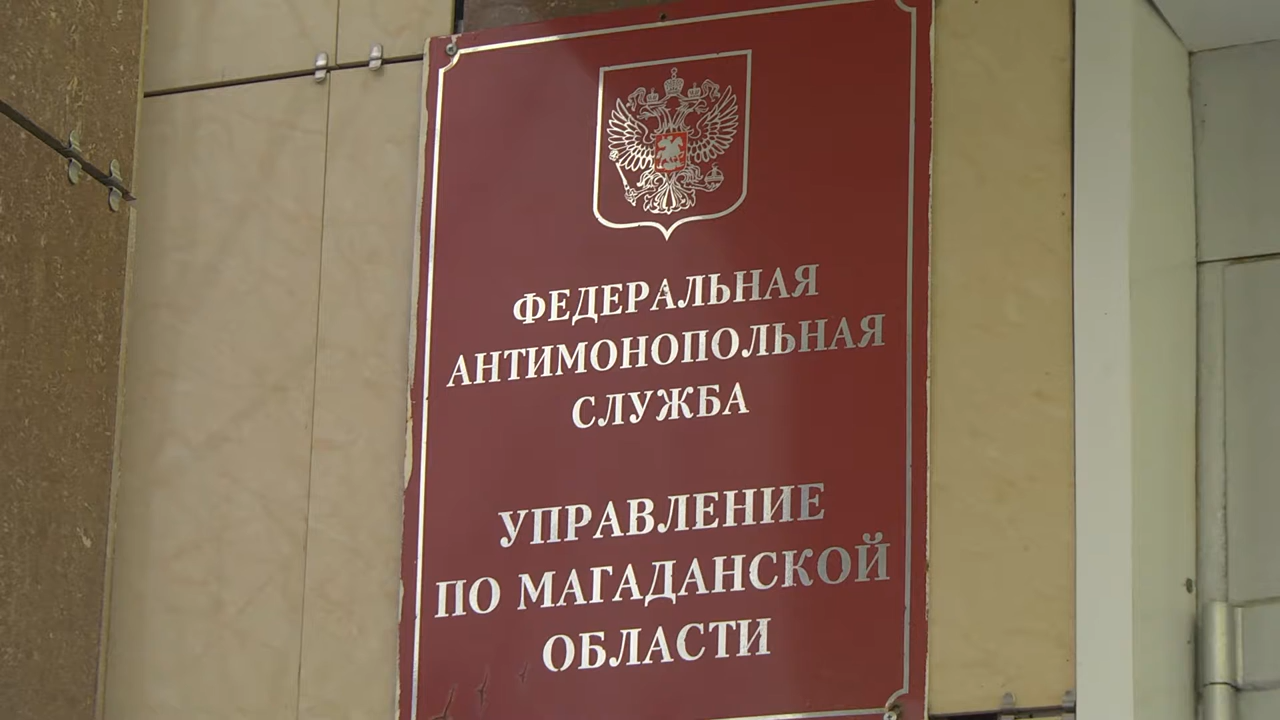 ФЕДЕРАЛЬНАЯ
АНТИМОНОПОЛЬНАЯ
СЛУЖБА
УПРАВЛЕНИЕ
ПО МАГАДАНСКОЙ
ОБЛАСТИ